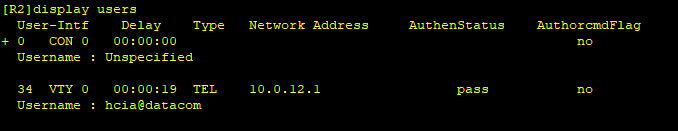 [R2]display users
User-Intf Delay Type Network Address AuthenStatus AuthorcmdFlag
+ 0 CON 0 00:00:00 no
Username : Unspecified
34 VTY 0 00:00:19 TEL 10.0.12.1 pass no
Username : hcia@datacom